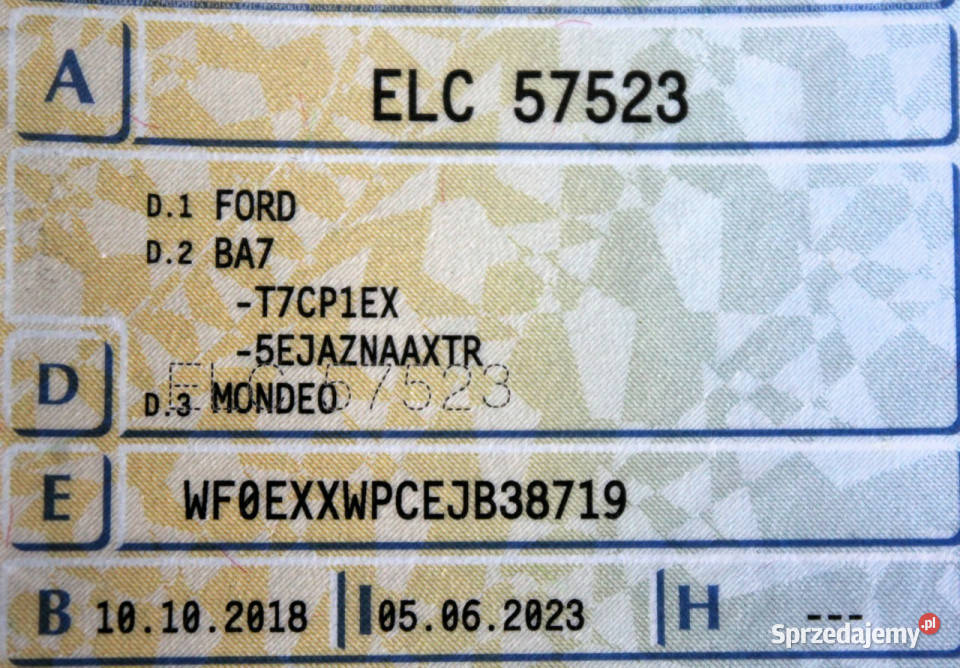 A ELC 57523
D.1 FORD
D.2 BA7
-T7CP1EX
-5EJAZNAAXTR
ELC 57523
D D.3 MONDEO
E WF0EXXWPCEJB38719
B 10.10.2018 I 05.06.2023 H ---
Sprzedajemy.pl